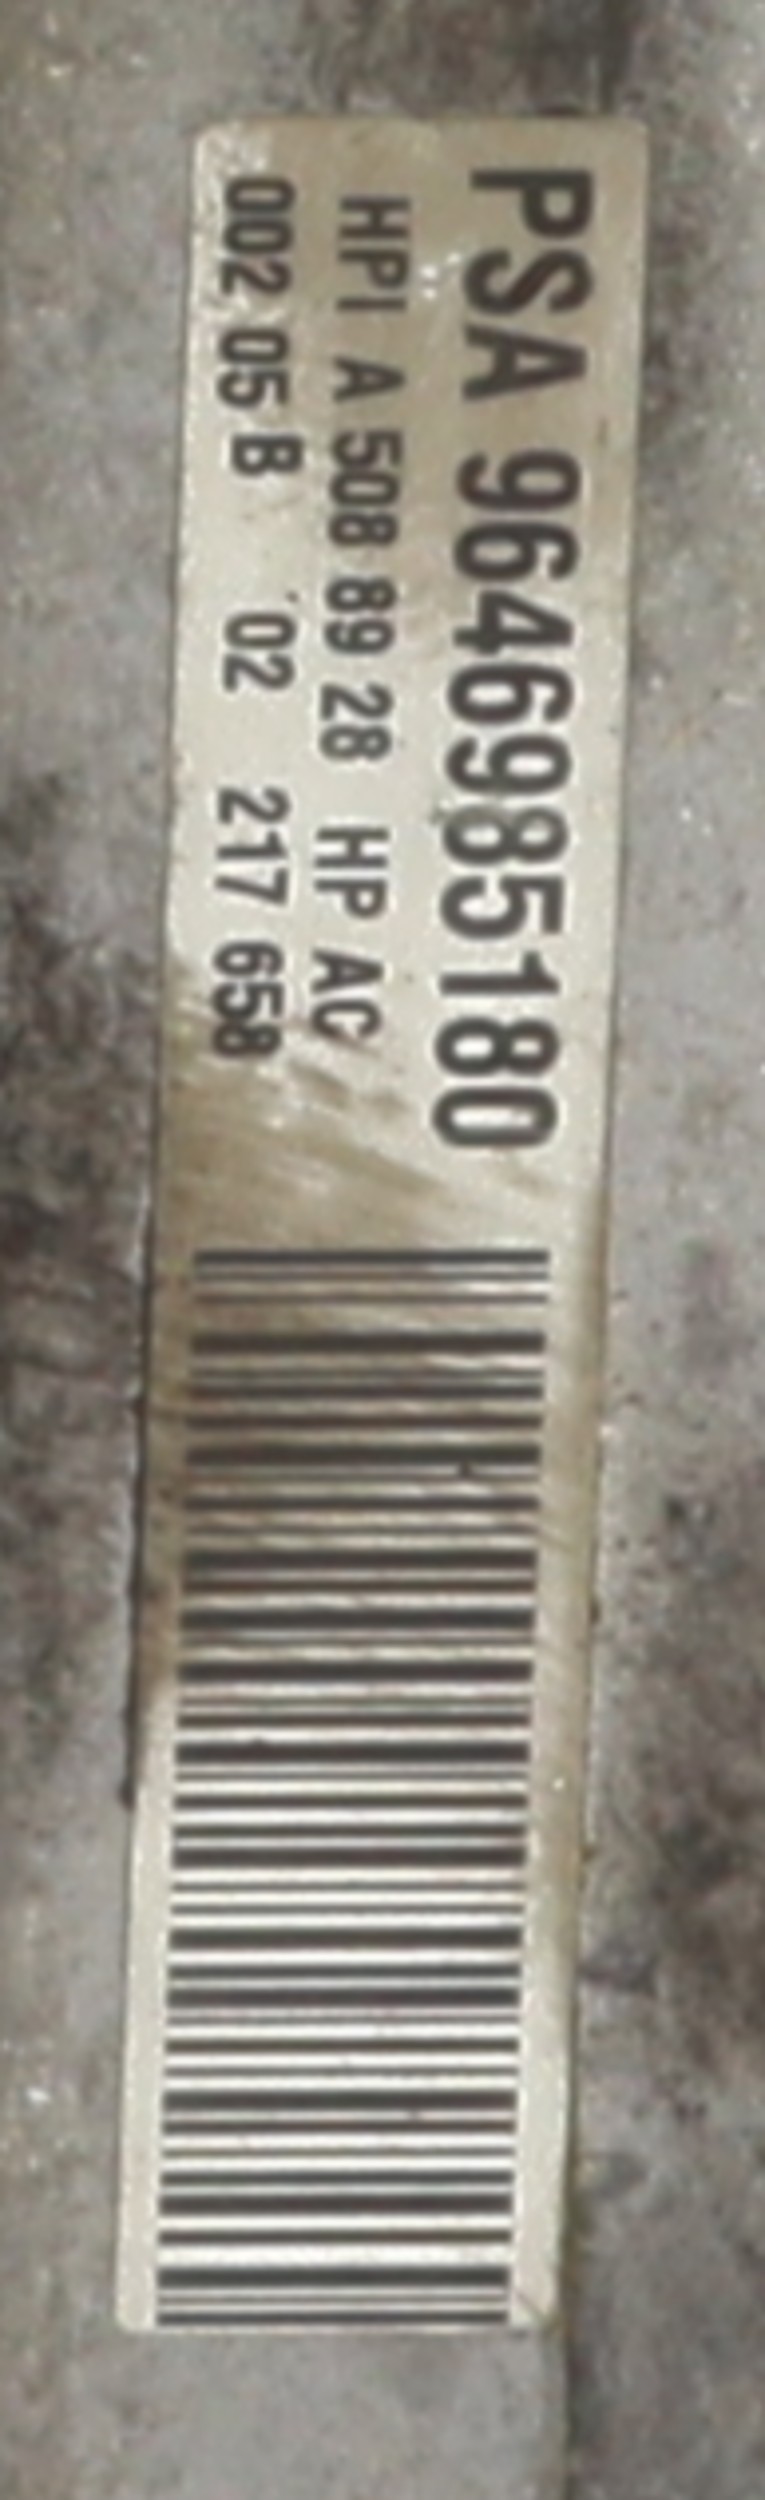 PSA 9646985180
HPI A 508 89 28 HP AC
002 05 B 02 217 658